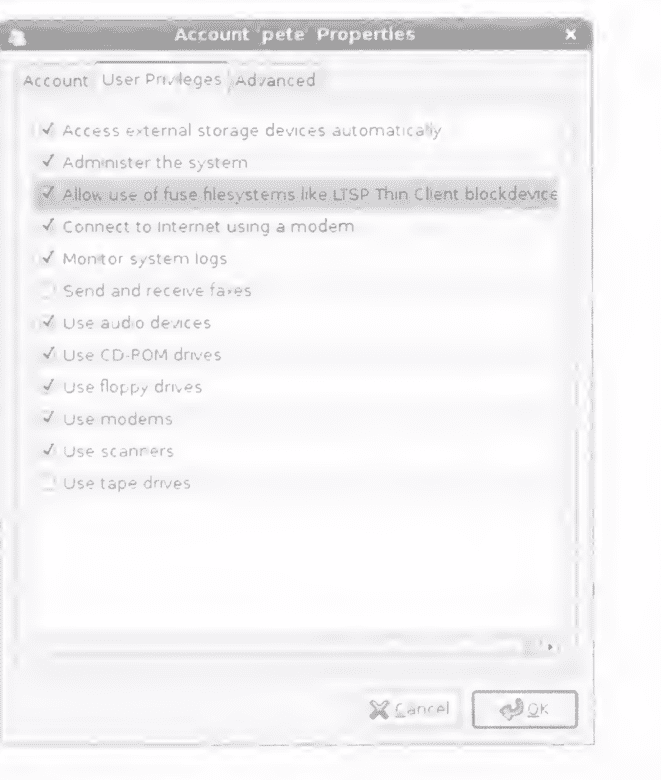 Account 'pete' Properties
Account User Privileges Advanced
Access external storage devices automatically
Administer the system
Allow use of fuse filesystems like LTSP Thin Client blockdevice
Connect to Internet using a modem
Monitor system logs
Send and receive faxes
Use audio devices
Use CD-ROM drives
Use floppy drives
Use modems
Use scanners
Use tape drives
Cancel OK